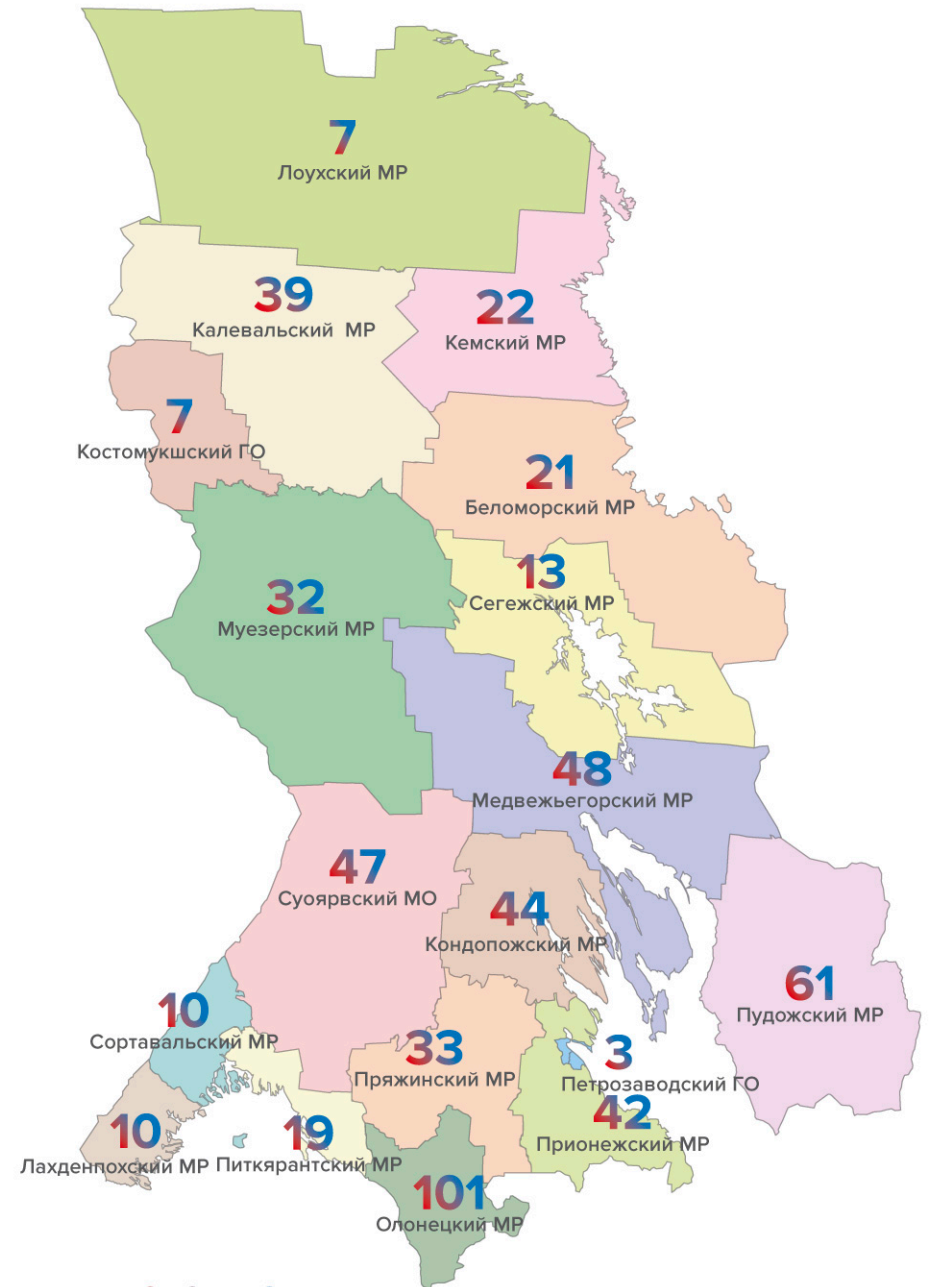 7
Лоухский МР
39
Калевальский МР
22
Кемский МР
7
Костомукшский ГО
21
Беломорский МР
13
Сегежский МР
32
Муезерский МР
48
Медвежьегорский МР
47
Суоярвский МО
44
Кондопожский МР
61
Пудожский МР
10
Сортавальский МР
33
Пряжинский МР
3
Петрозаводский ГО
42
Прионежский МР
10
Лахденпохский МР
19
Питкярантский МР
101
Олонецкий МР